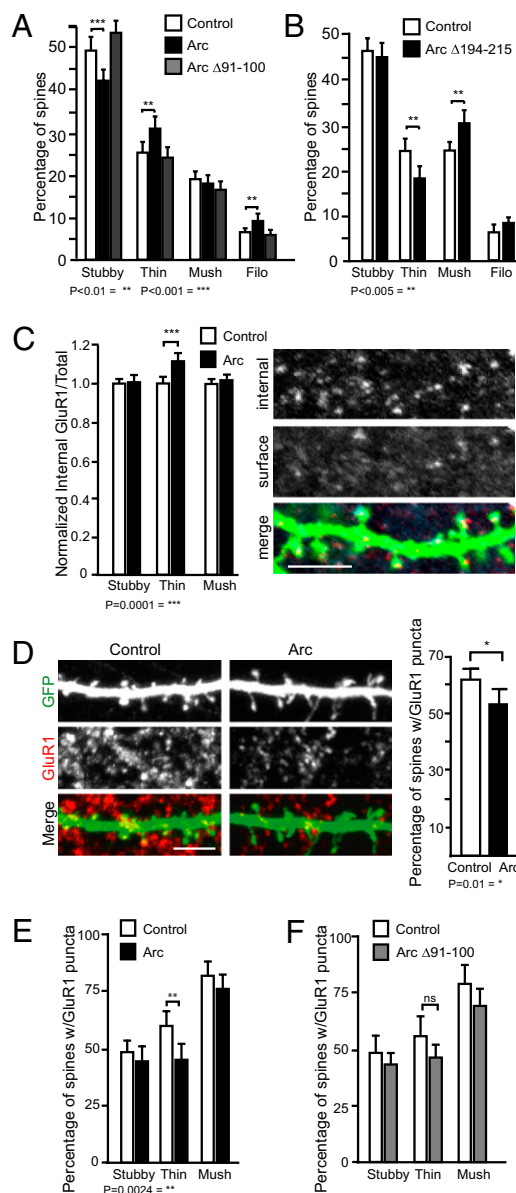 A
Control
Arc
Arc Δ91-100
Percentage of spines
50
40
30
20
10
***
**
**
Stubby Thin Mush Filo
P<0.01 = ** P<0.001 = ***
B
Control
Arc Δ194-215
Percentage of spines
50
40
30
20
10
**
**
Stubby Thin Mush Filo
P<0.005 = **
C
Control
Arc
Normalized Internal GluR1/Total
1.2
1.0
0.8
0.6
0.4
0.2
***
Stubby Thin Mush
P=0.0001 = ***
internal
surface
merge
D
Control Arc
GFP
GluR1
Merge
Percentage of spines w/GluR1 puncta
70
50
30
10
*
Control Arc
P=0.01 = *
E
Control
Arc
Percentage of spines w/GluR1 puncta
100
75
50
25
**
Stubby Thin Mush
P=0.0024 = **
F
Control
Arc Δ91-100
Percentage of spines w/GluR1 puncta
100
75
50
25
ns
Stubby Thin Mush